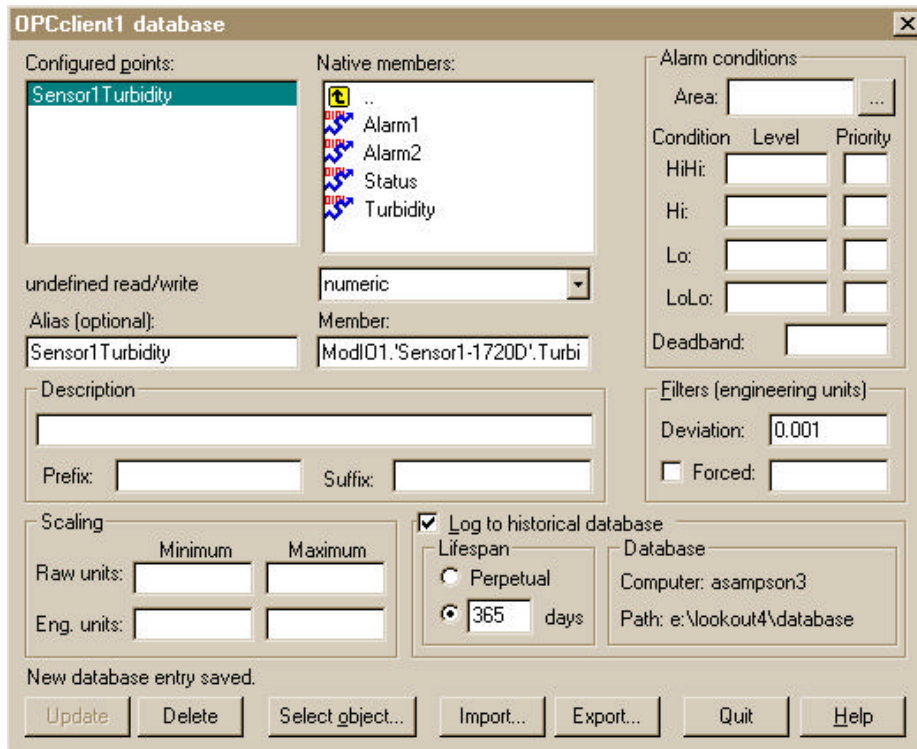 OPCclient1 database
Configured points:
Sensor1Turbidity
Native members:
..
Alarm1
Alarm2
Status
Turbidity
undefined read/write
numeric
Alias (optional):
Sensor1Turbidity
Member:
ModIO1.'Sensor1-1720D'.Turbi
Alarm conditions
Area:
...
Condition Level Priority
HiHi:
Hi:
Lo:
LoLo:
Deadband:
Description
Prefix:
Suffix:
Filters (engineering units)
Deviation: 0.001
Forced:
Scaling
Minimum Maximum
Raw units:
Eng. units:
Log to historical database
Lifespan
Perpetual
365 days
Database
Computer: asampson3
Path: e:\lookout4\database
New database entry saved.
Update Delete Select object... Import... Export... Quit Help